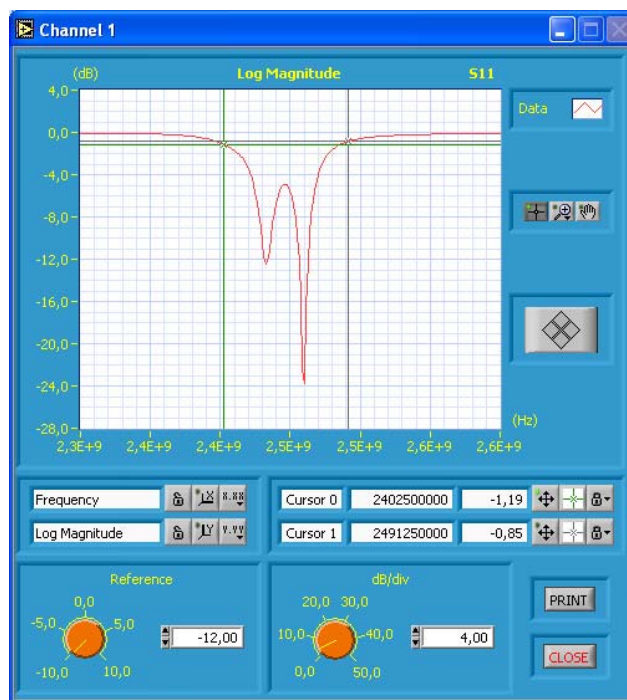 Channel 1
(dB) Log Magnitude S11
4,0
0,0
-4,0
-8,0
-12,0
-16,0
-20,0
-24,0
-28,0
2,3E+9 2,4E+9 2,4E+9 2,5E+9 2,5E+9 2,6E+9 2,6E+9
(Hz)
Data
Frequency X X.XX
Log Magnitude Y Y.YY
Cursor 0 2402500000 -1,19
Cursor 1 2491250000 -0,85
Reference
0,0
-5,0 5,0
-10,0 10,0
-12,00
dB/div
20,0 30,0
10,0 40,0
0,0 50,0
4,00
PRINT
CLOSE